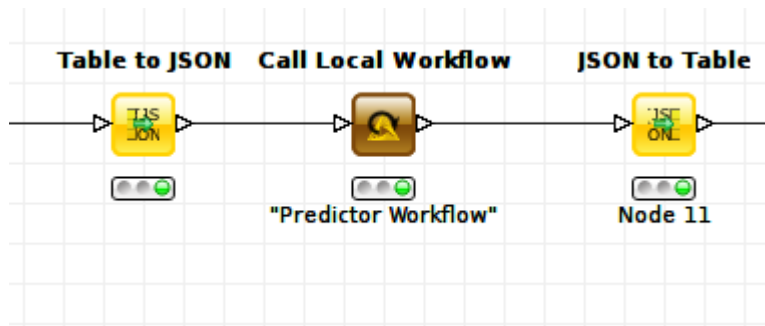 Table to JSON
Call Local Workflow
JSON to Table
"Predictor Workflow"
Node 11